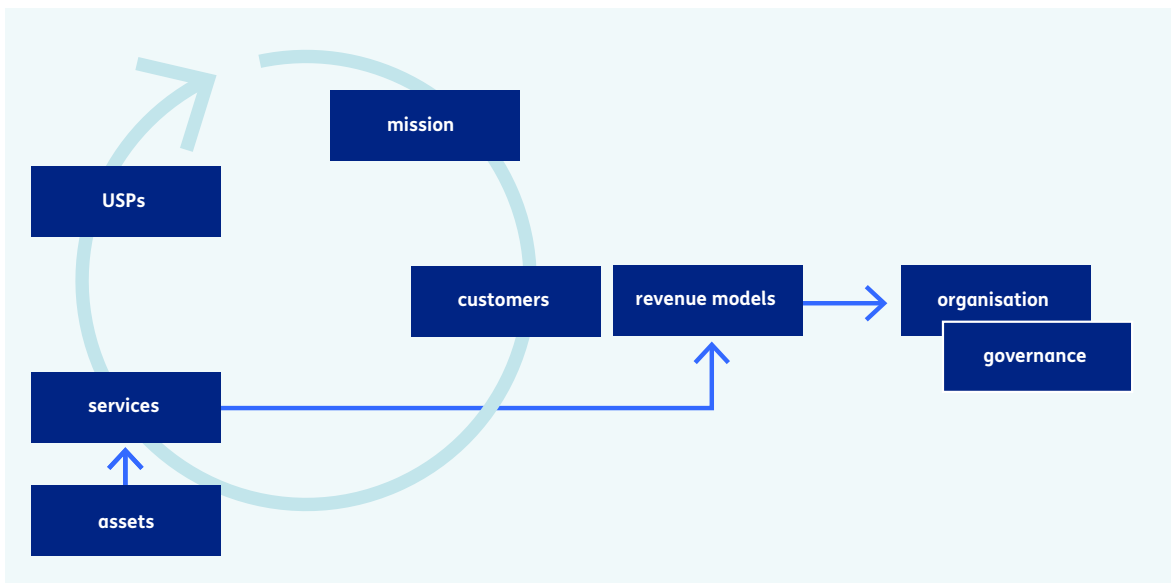 mission
USPs
customers
revenue models
organisation
governance
services
assets